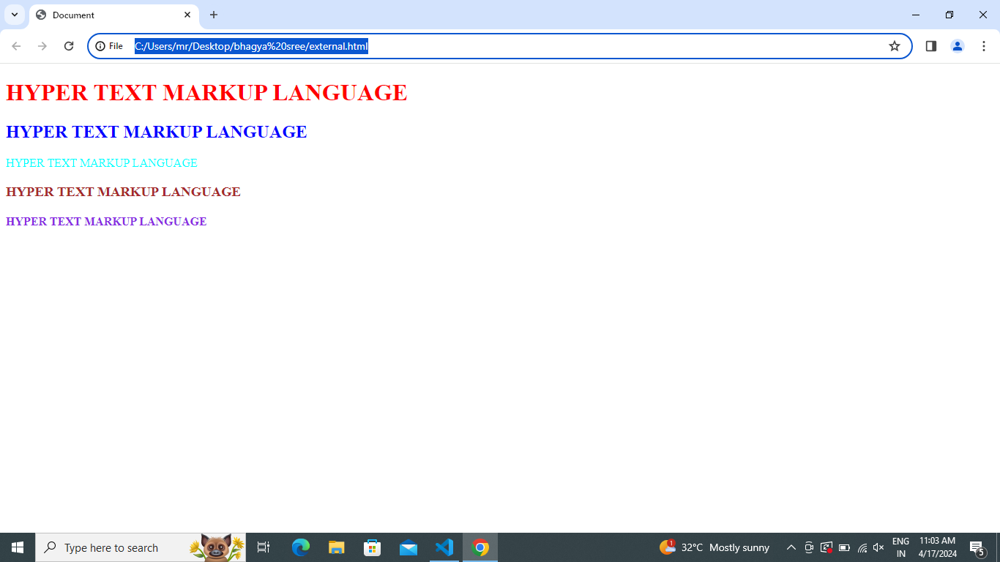 Document
File
C:/Users/mr/Desktop/bhagya%20sree/external.html
HYPER TEXT MARKUP LANGUAGE
HYPER TEXT MARKUP LANGUAGE
HYPER TEXT MARKUP LANGUAGE
HYPER TEXT MARKUP LANGUAGE
HYPER TEXT MARKUP LANGUAGE
Type here to search
1
32°C Mostly sunny
ENG
IN
11:03 AM
4/17/2024
5